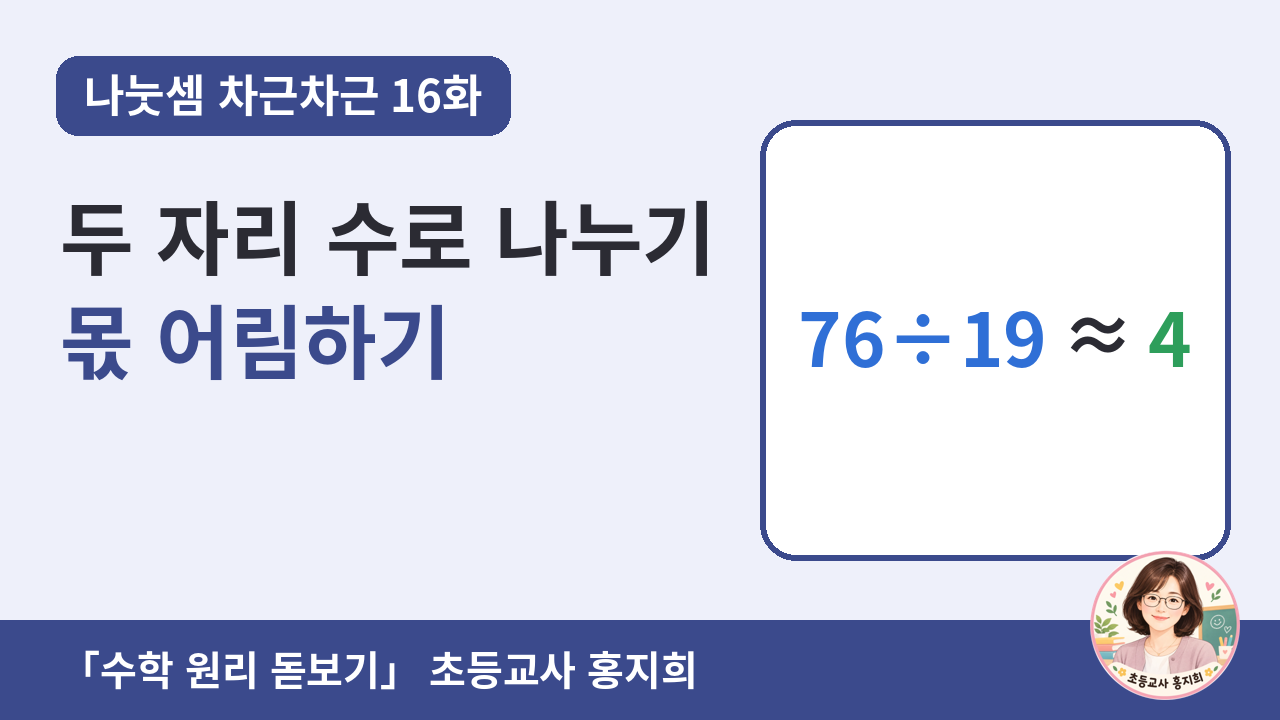 나눗셈 차근차근 16화
두 자리 수로 나누기
몫 어림하기
76÷19 ≈ 4
「수학 원리 돋보기」 초등교사 홍지희
초등교사 홍지희